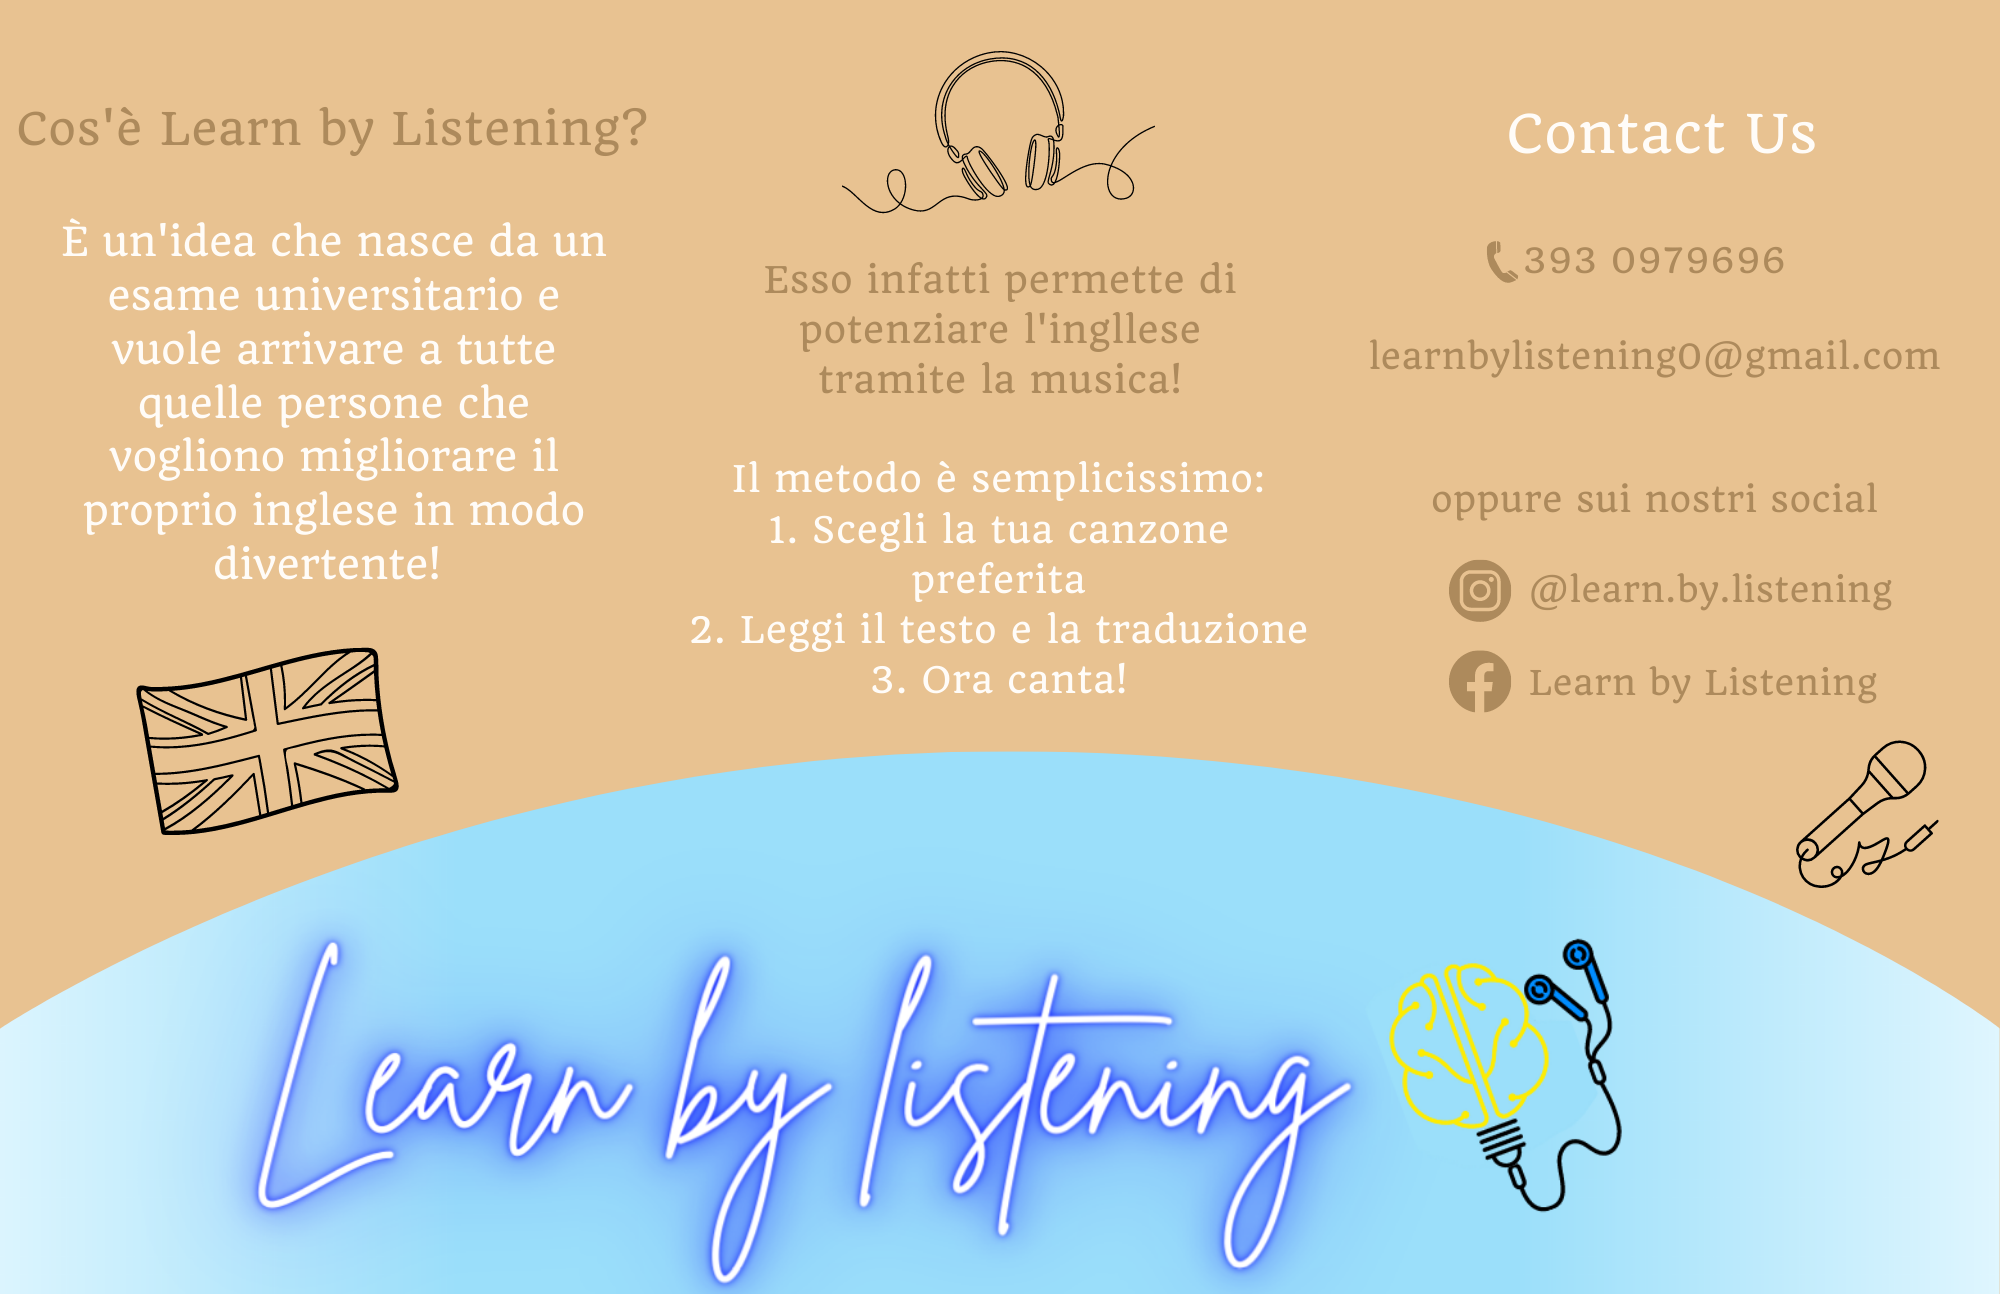 Cos'è Learn by Listening?
È un'idea che nasce da un
esame universitario e
vuole arrivare a tutte
quelle persone che
vogliono migliorare il
proprio inglese in modo
divertente!
Esso infatti permette di
potenziare l'ingllese
tramite la musica!
Il metodo è semplicissimo:
1. Scegli la tua canzone
preferita
2. Leggi il testo e la traduzione
3. Ora canta!
Contact Us
393 0979696
learnbylistening0@gmail.com
oppure sui nostri social
@learn.by.listening
Learn by Listening
Learn by listening